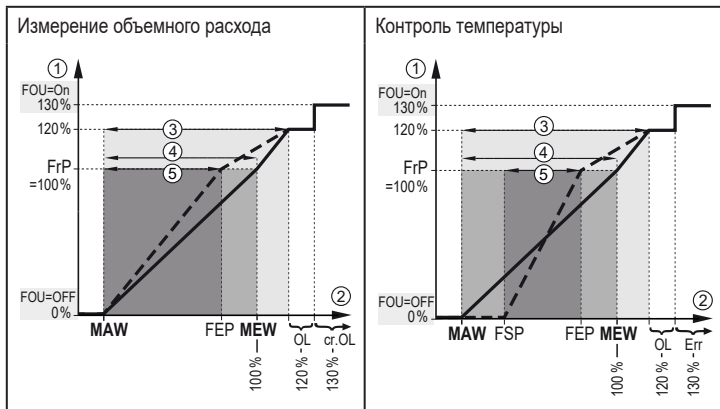 Измерение объемного расхода
①
FOU=On
130%
120%
FrP
=100%
FOU=OFF
0%
③
④
⑤
②
MAW
FEP
MEW
OL
cr.OL
100 %
120 % - OL
130 % -
Контроль температуры
①
FOU=On
130%
120%
FrP
=100%
FOU=OFF
0%
③
④
⑤
②
MAW
FSP
FEP
MEW
OL
Err
100 %
120 % -
130 % -